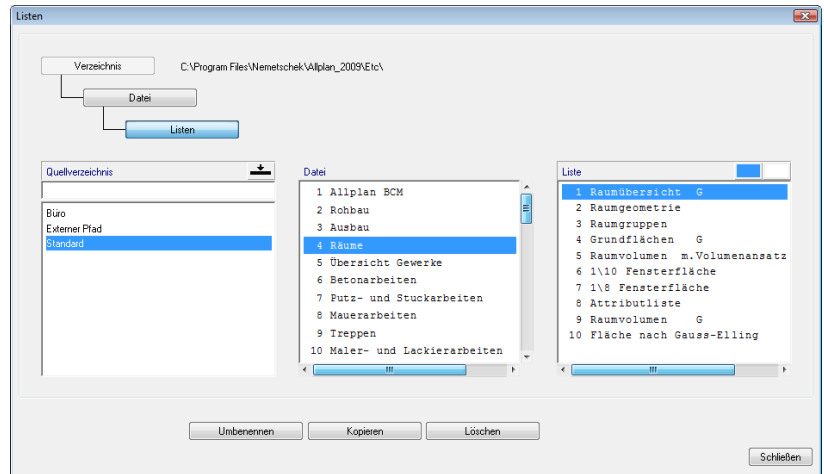 Listen
Verzeichnis C:\Program Files\Nemetschek\Allplan_2009\Etc\
Datei
Listen
Quellverzeichnis
Büro
Externer Pfad
Standard
Datei
1 Allplan BCM
2 Rohbau
3 Ausbau
4 Räume
5 Übersicht Gewerke
6 Betonarbeiten
7 Putz- und Stuckarbeiten
8 Mauerarbeiten
9 Treppen
10 Maler- und Lackierarbeiten
Liste
1 Raumübersicht G
2 Raumgeometrie
3 Raumgruppen
4 Grundflächen G
5 Raumvolumen m.Volumenansatz
6 1\10 Fensterfläche
7 1\8 Fensterfläche
8 Attributliste
9 Raumvolumen G
10 Fläche nach Gauss-Elling
Umbenennen Kopieren Löschen
Schließen